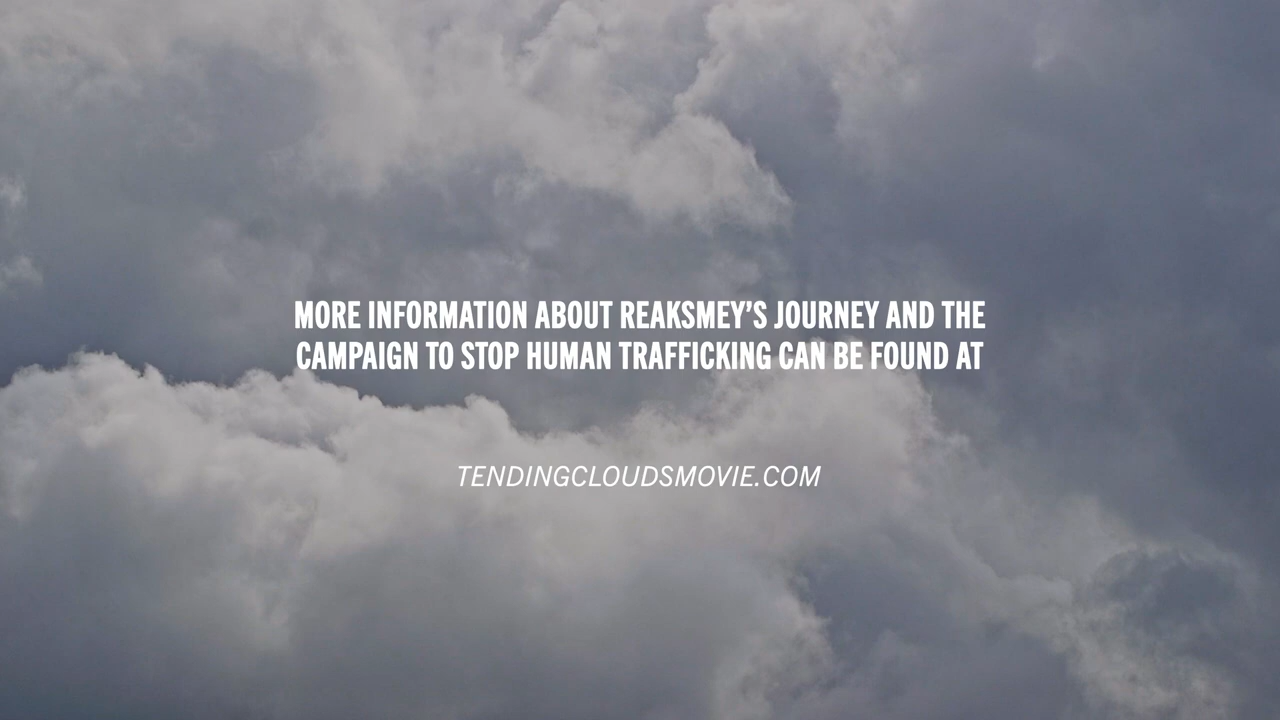 MORE INFORMATION ABOUT REAKSMEY’S JOURNEY AND THE
CAMPAIGN TO STOP HUMAN TRAFFICKING CAN BE FOUND AT
TENDINGCLOUDSMOVIE.COM